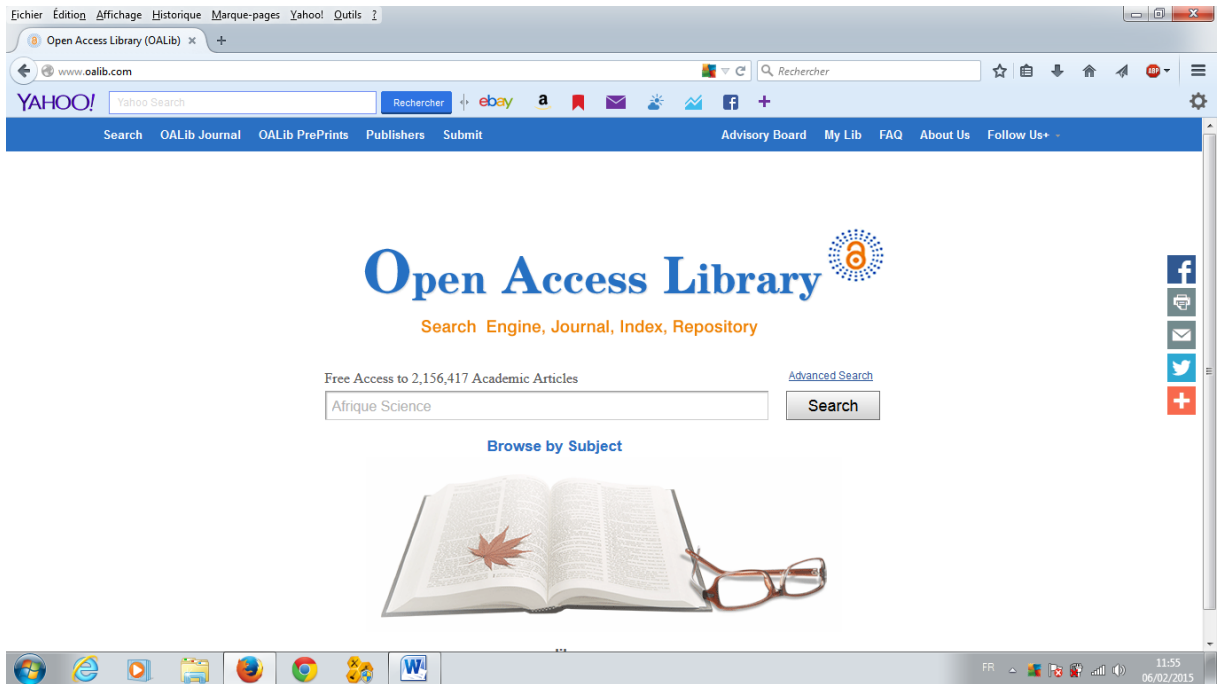 Fichier Édition Affichage Historique Marque-pages Yahoo! Outils ?
Open Access Library (OALib)
www.oalib.com
Rechercher
YAHOO! Yahoo Search Rechercher ebay a
Search OALib Journal OALib PrePrints Publishers Submit Advisory Board My Lib FAQ About Us Follow Us+
Open Access Library
Search Engine, Journal, Index, Repository
Free Access to 2,156,417 Academic Articles Advanced Search
Afrique Science Search
Browse by Subject
FR 11:55
06/02/2015